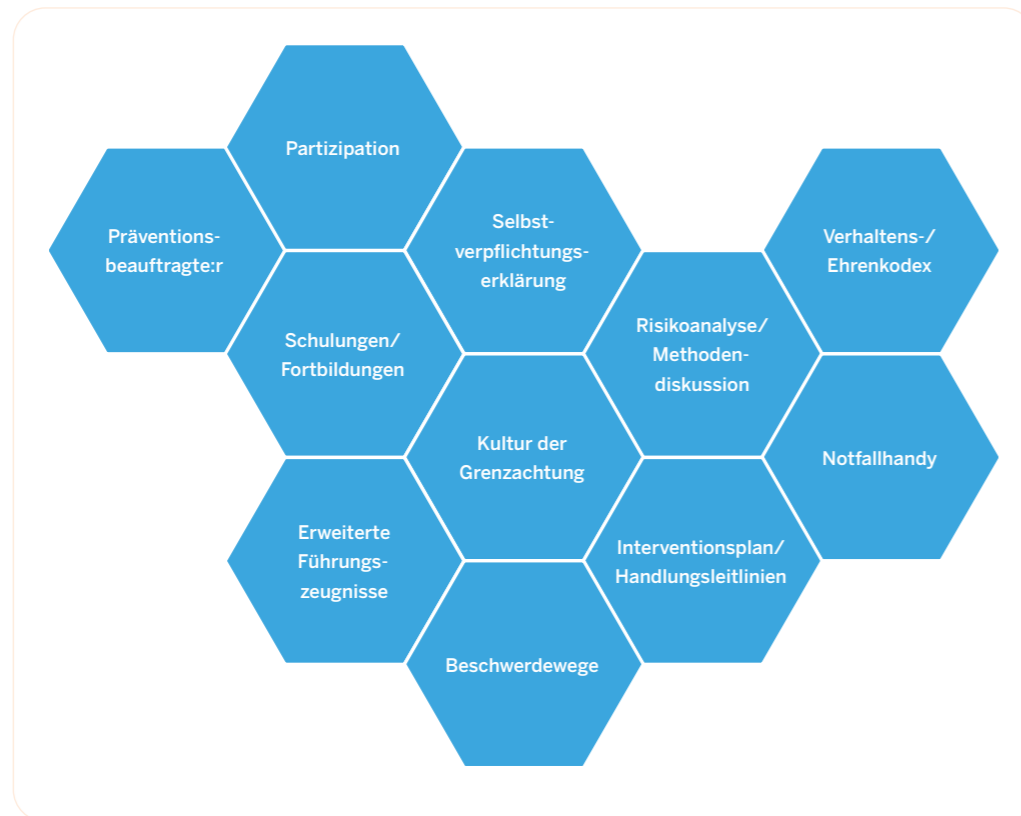 Partizipation
Präventions-
beauftragte:r
Selbst-
verpflichtungs-
erklärung
Verhaltens-/
Ehrenkodex
Schulungen/
Fortbildungen
Risikoanalyse/
Methoden-
diskussion
Kultur der
Grenzachtung
Notfallhandy
Erweiterte
Führungs-
zeugnisse
Interventionsplan/
Handlungsleitlinien
Beschwerdewege